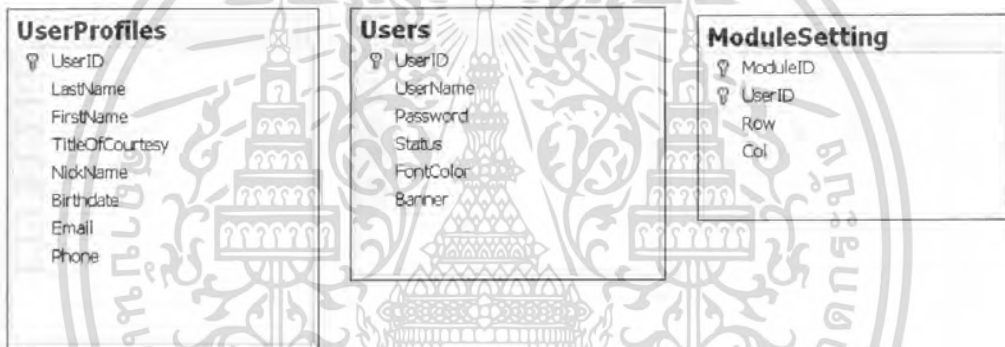 UserProfiles
UserID
LastName
FirstName
TitleOfCourtesy
NickName
Birthdate
Email
Phone
Users
UserID
UserName
Password
Status
FontColor
Banner
ModuleSetting
ModuleID
UserID
Row
Col